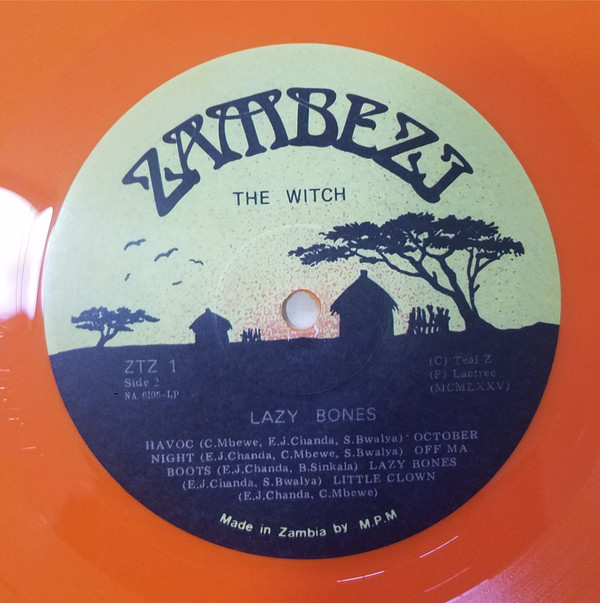 ZAMBEZI
THE WITCH
ZTZ 1
Side 2
NA 6105-LP
(C) Teal Z
(P) Lactrec
(MCMLXXV)
LAZY BONES
HAVOC (C.Mbewe, E.J.Chanda, S.Bwalya)- OCTOBER
NIGHT (E.J.Chanda, C.Mbewe, S.Bwalya) OFF MA
BOOTS (E.J.Chanda, B.Sinkala) LAZY BONES
(E.J.Chanda, S.Bwalya) LITTLE CLOWN
(E.J,Chanda, C.Mbewe)
Made in Zambia by M.P.M